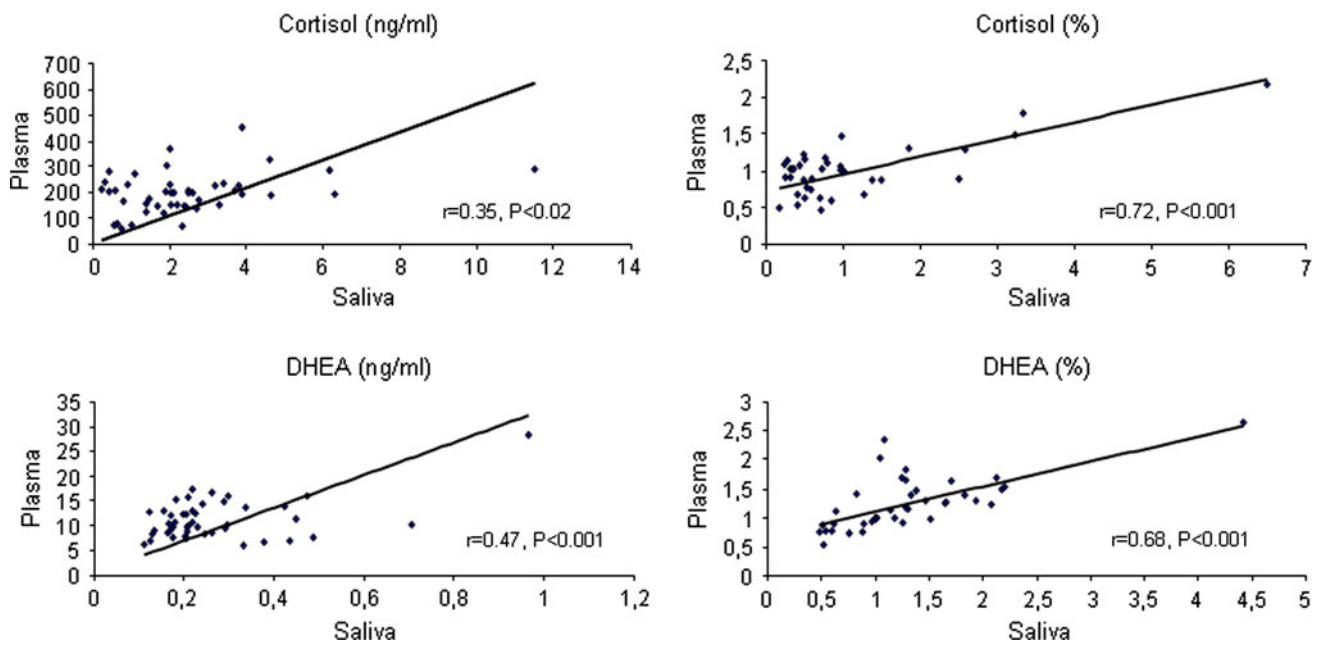 Cortisol (ng/ml)
700
600
500
400
300
200
100
0
Plasma
r=0.35, P<0.02
0 2 4 6 8 10 12 14
Saliva
Cortisol (%)
2,5
2
1,5
1
0,5
0
Plasma
r=0.72, P<0.001
0 1 2 3 4 5 6 7
Saliva
DHEA (ng/ml)
35
30
25
20
15
10
5
0
Plasma
r=0.47, P<0.001
0 0,2 0,4 0,6 0,8 1 1,2
Saliva
DHEA (%)
3
2,5
2
1,5
1
0,5
0
Plasma
r=0.68, P<0.001
0 0,5 1 1,5 2 2,5 3 3,5 4 4,5 5
Saliva